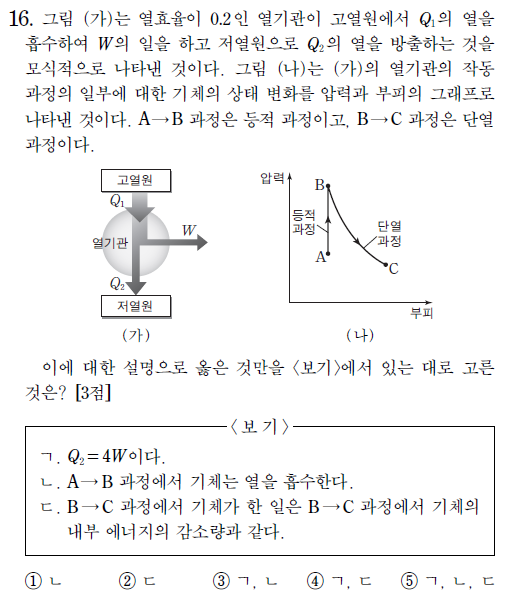 16. 그림 (가)는 열효율이 0.2인 열기관이 고열원에서 Q₁의 열을
흡수하여 W의 일을 하고 저열원으로 Q₂의 열을 방출하는 것을
모식적으로 나타낸 것이다. 그림 (나)는 (가)의 열기관의 작동
과정의 일부에 대한 기체의 상태 변화를 압력과 부피의 그래프로
나타낸 것이다. A→B 과정은 등적 과정이고, B→C 과정은 단열
과정이다.
고열원
Q₁
열기관
W
Q₂
저열원
(가)
압력
B
등적
과정
단열
과정
A
C
부피
(나)
이에 대한 설명으로 옳은 것만을 <보기>에서 있는 대로 고른
것은? [3점]
<보 기>
ㄱ. Q₂=4W이다.
ㄴ. A→B 과정에서 기체는 열을 흡수한다.
ㄷ. B→C 과정에서 기체가 한 일은 B→C 과정에서 기체의
내부 에너지의 감소량과 같다.
① ㄴ ② ㄷ ③ ㄱ, ㄴ ④ ㄱ, ㄷ ⑤ ㄱ, ㄴ, ㄷ